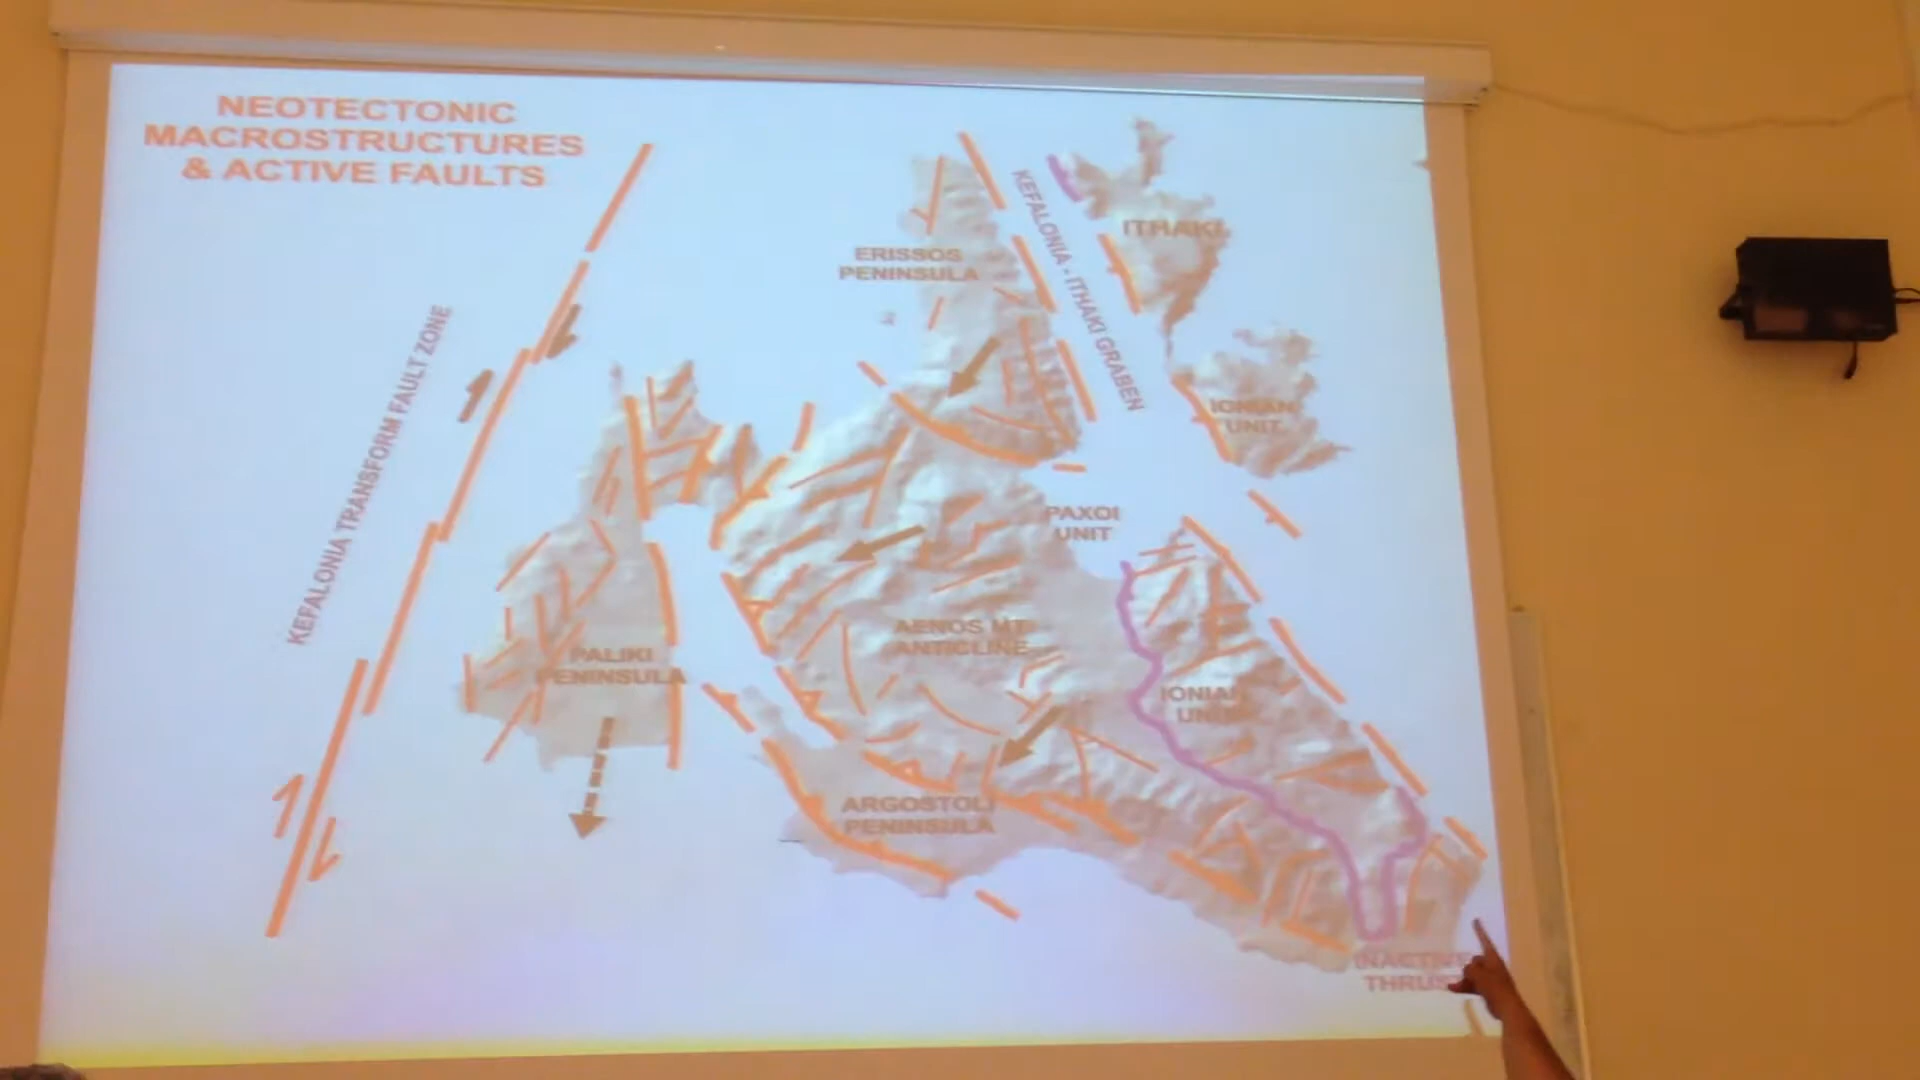 NEOTECTONIC
MACROSTRUCTURES
& ACTIVE FAULTS
KEFALONIA TRANSFORM FAULT ZONE
KEFALONIA - ITHAKI GRABEN
ITHAKI
ERISSOS
PENINSULA
IONIAN
UNIT
PAXOI
UNIT
AENOS MT
ANTICLINE
PALIKI
PENINSULA
IONIAN
UNIT
ARGOSTOLI
PENINSULA
INACTIVE
THRUST